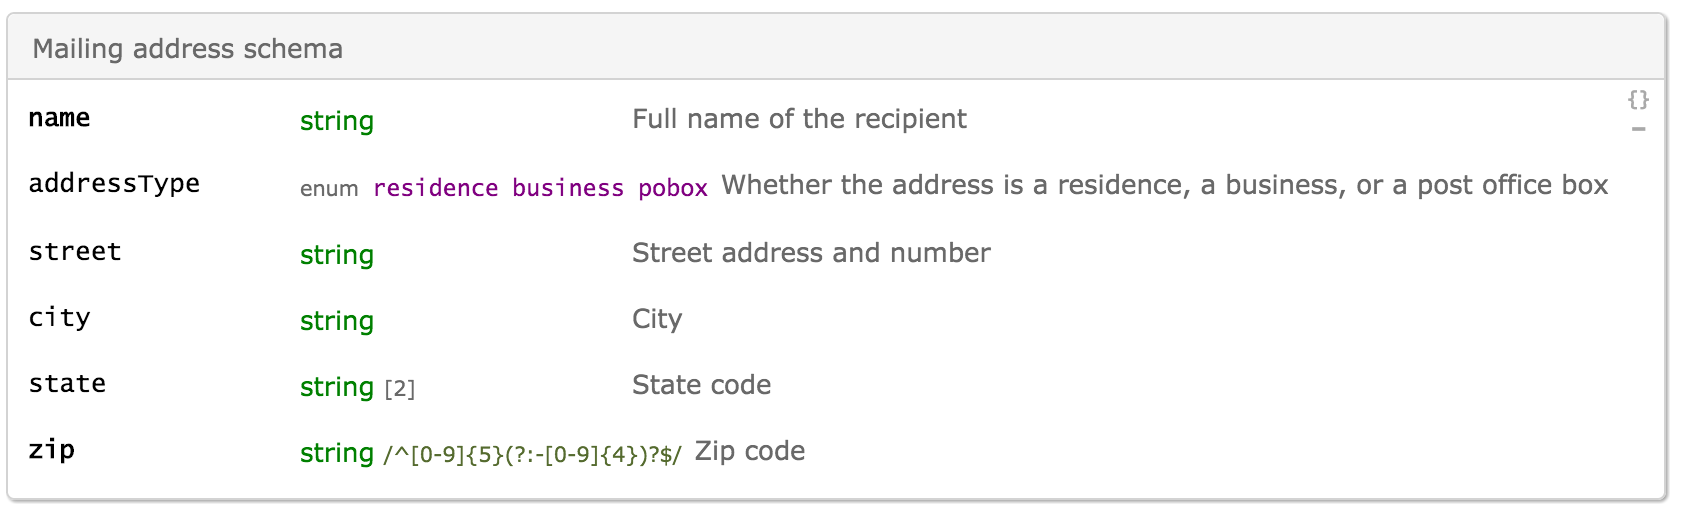 Mailing address schema
name string Full name of the recipient {}
addressType enum residence business pobox Whether the address is a residence, a business, or a post office box
street string Street address and number
city string City
state string [2] State code
zip string /^[0-9]{5}(?:-[0-9]{4})?$/ Zip code